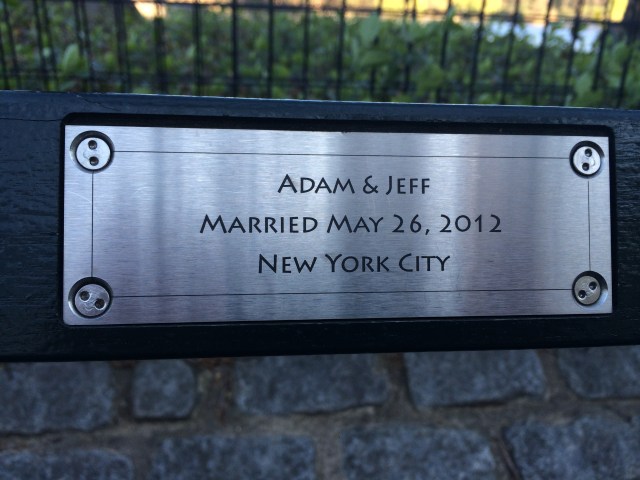 Adam & Jeff
Married May 26, 2012
New York City